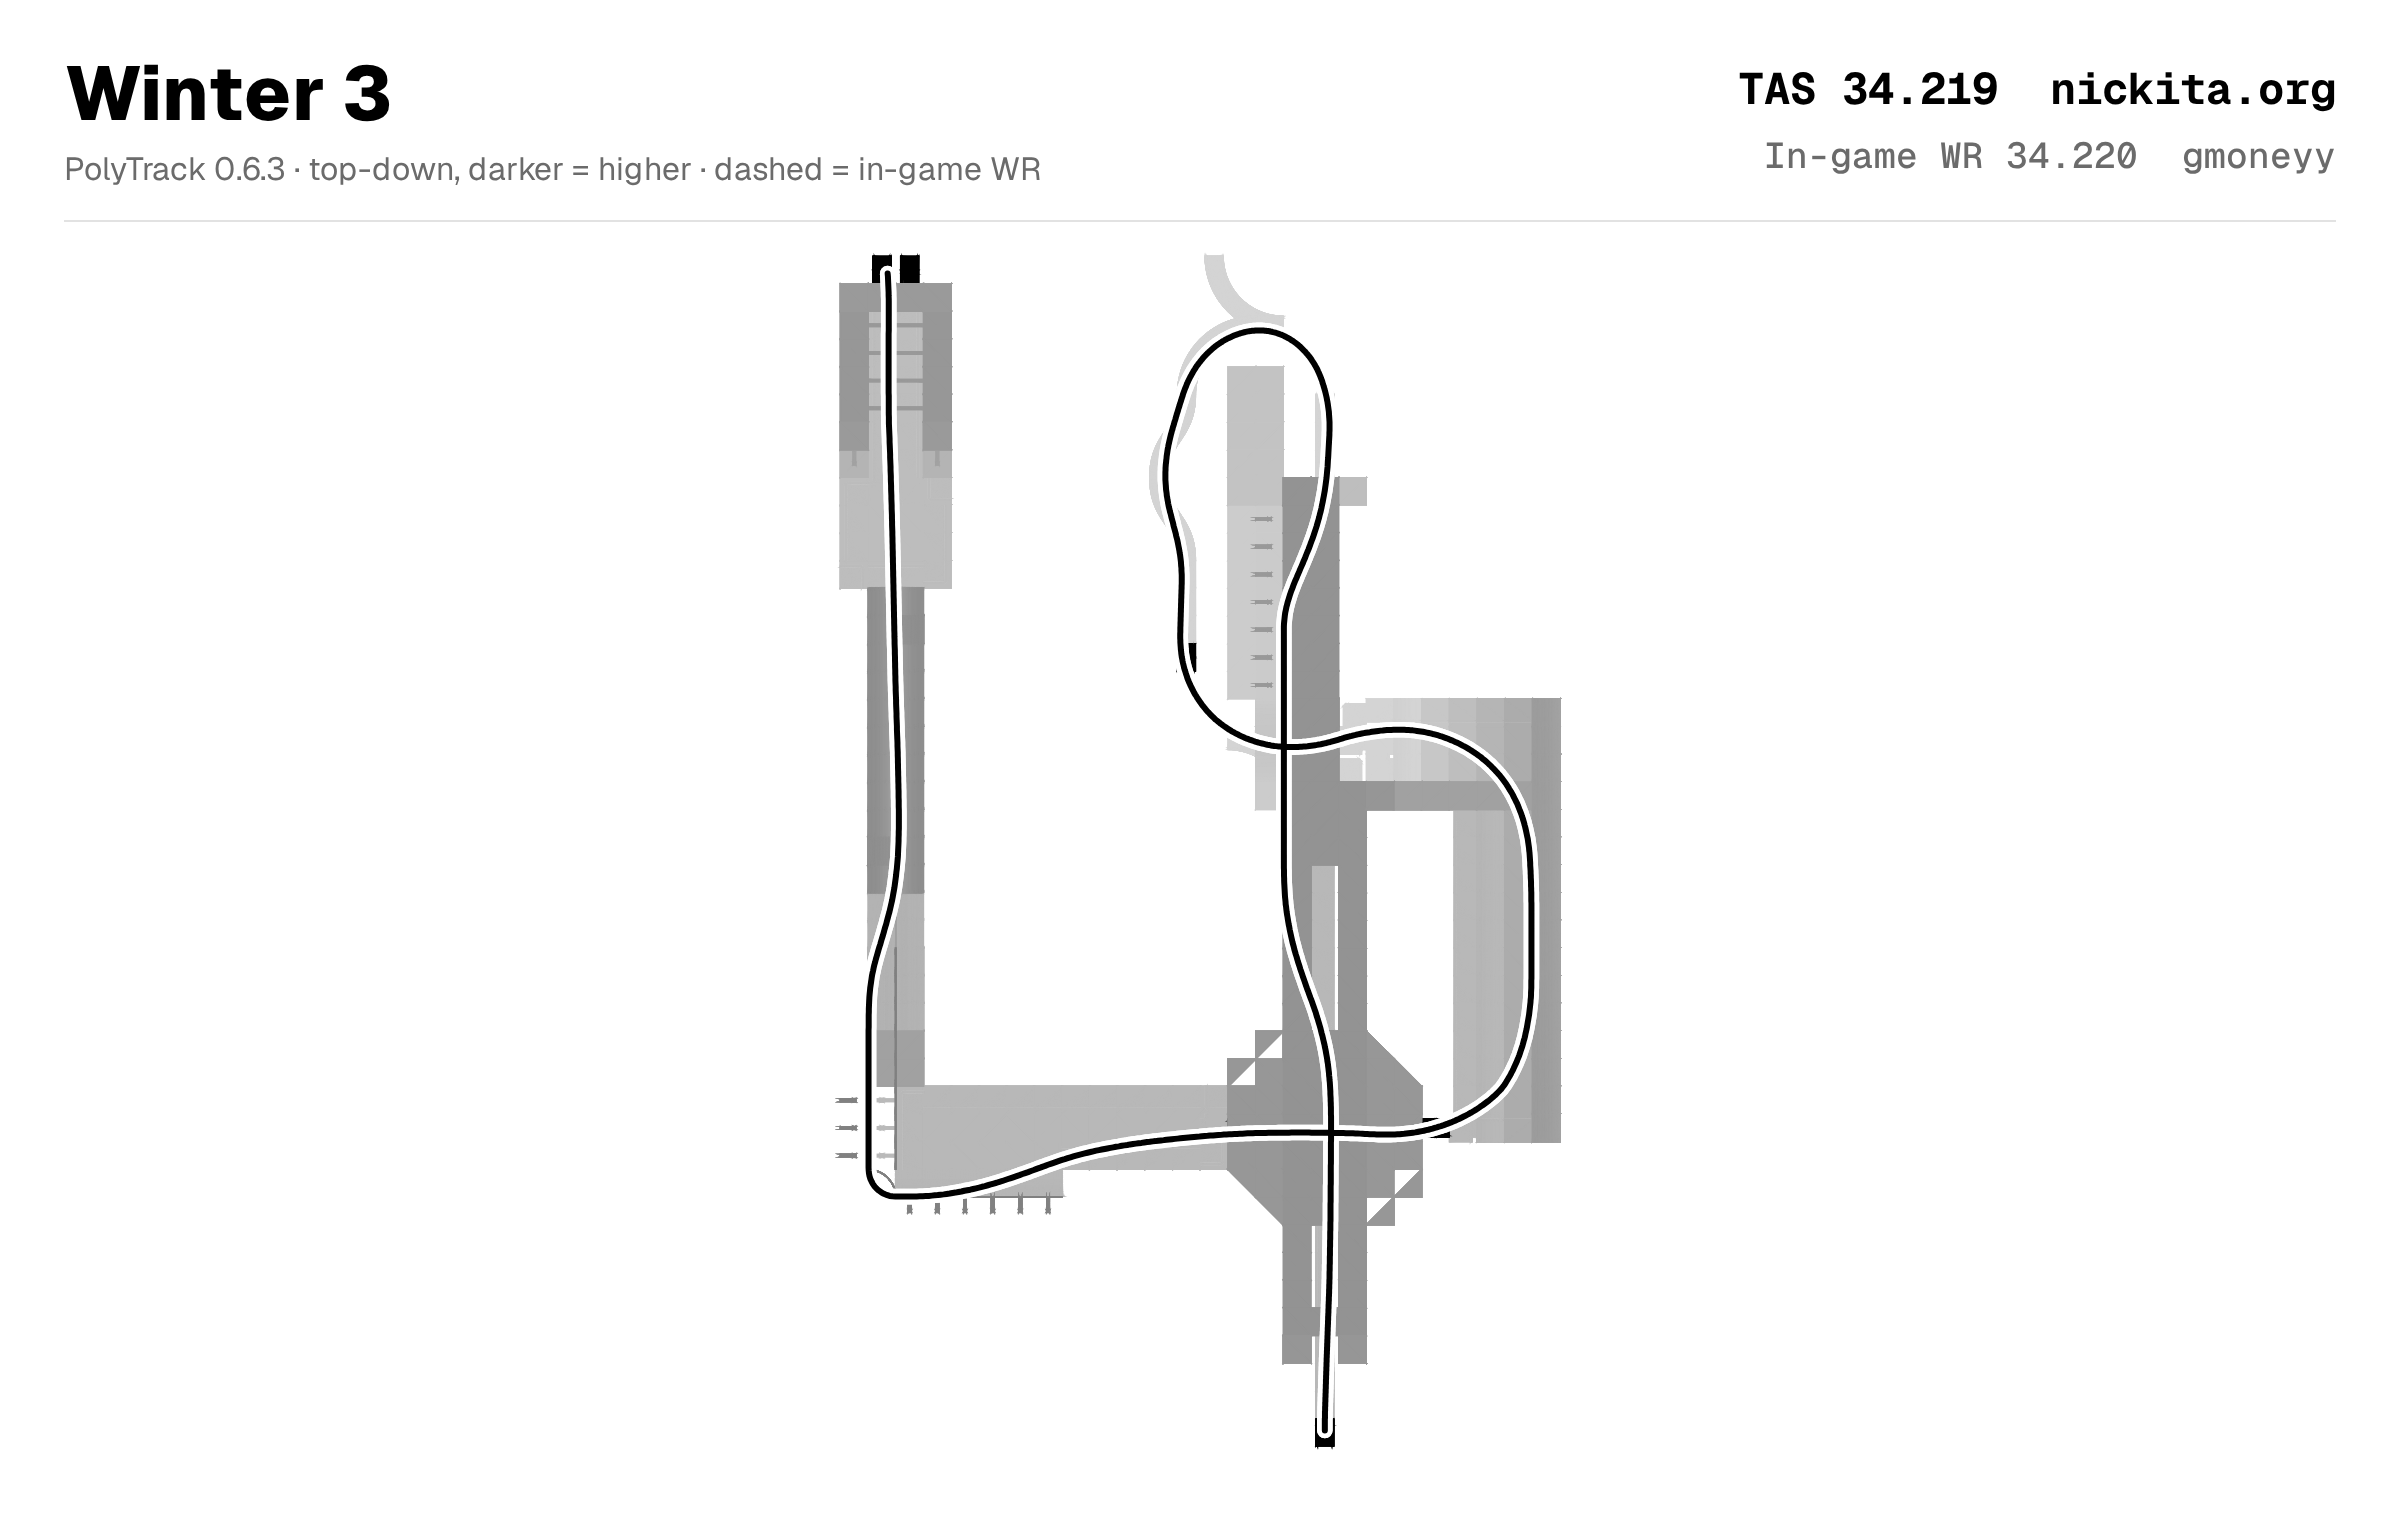 Winter 3
TAS 34.219 nickita.org
PolyTrack 0.6.3 · top-down, darker = higher · dashed = in-game WR
In-game WR 34.220 gmoneyy